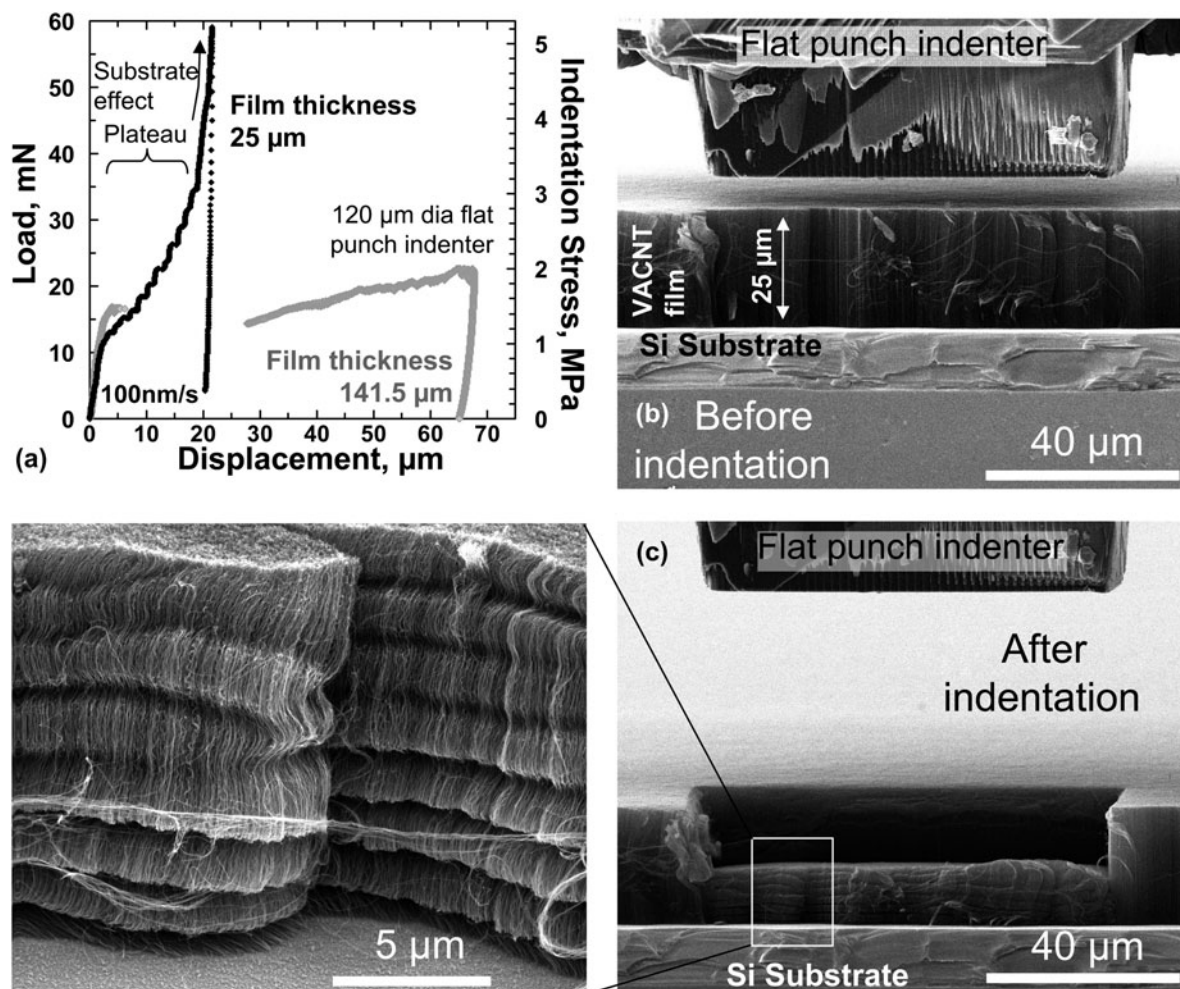 60
50
40
30
20
10
0
Load, mN
Substrate
effect
Plateau
Film thickness
25 µm
120 µm dia flat
punch indenter
Film thickness
141.5 µm
100nm/s
5
4
3
2
1
0
Indentation Stress, MPa
0 10 20 30 40 50 60 70
Displacement, µm
(a)
Flat punch indenter
VACNT
film
25 µm
Si Substrate
(b)
Before
indentation
40 µm
5 µm
(c)
Flat punch indenter
After
indentation
Si Substrate
40 µm